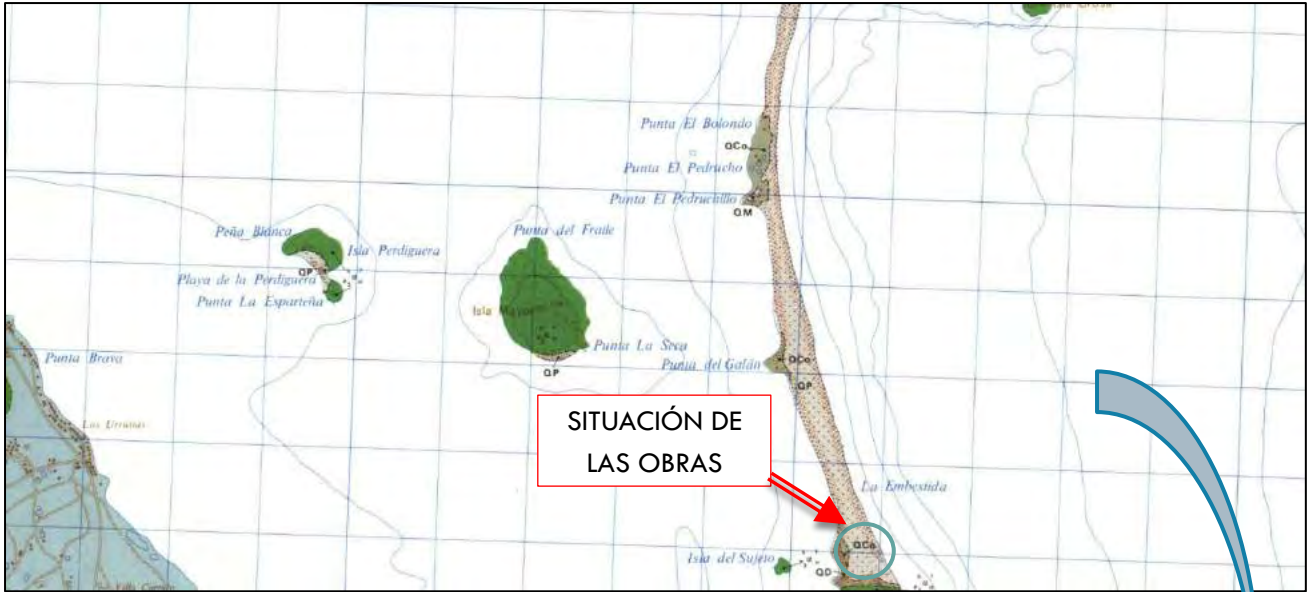 Punta El Bolondo
QCo
Punta El Pedrucho
Punta El Pedruchillo
QM
Peña Blanca
Isla Perdiguera
QP
Playa de la Perdiguera
Punta La Esparteña
Punta del Fraile
Isla Mayor
Punta La Seca
QP
Punta Brava
Los Urrutias
Punta del Galán
QCo
QP
SITUACIÓN DE
LAS OBRAS
La Embestida
QCo
Isla del Sujeto
QD